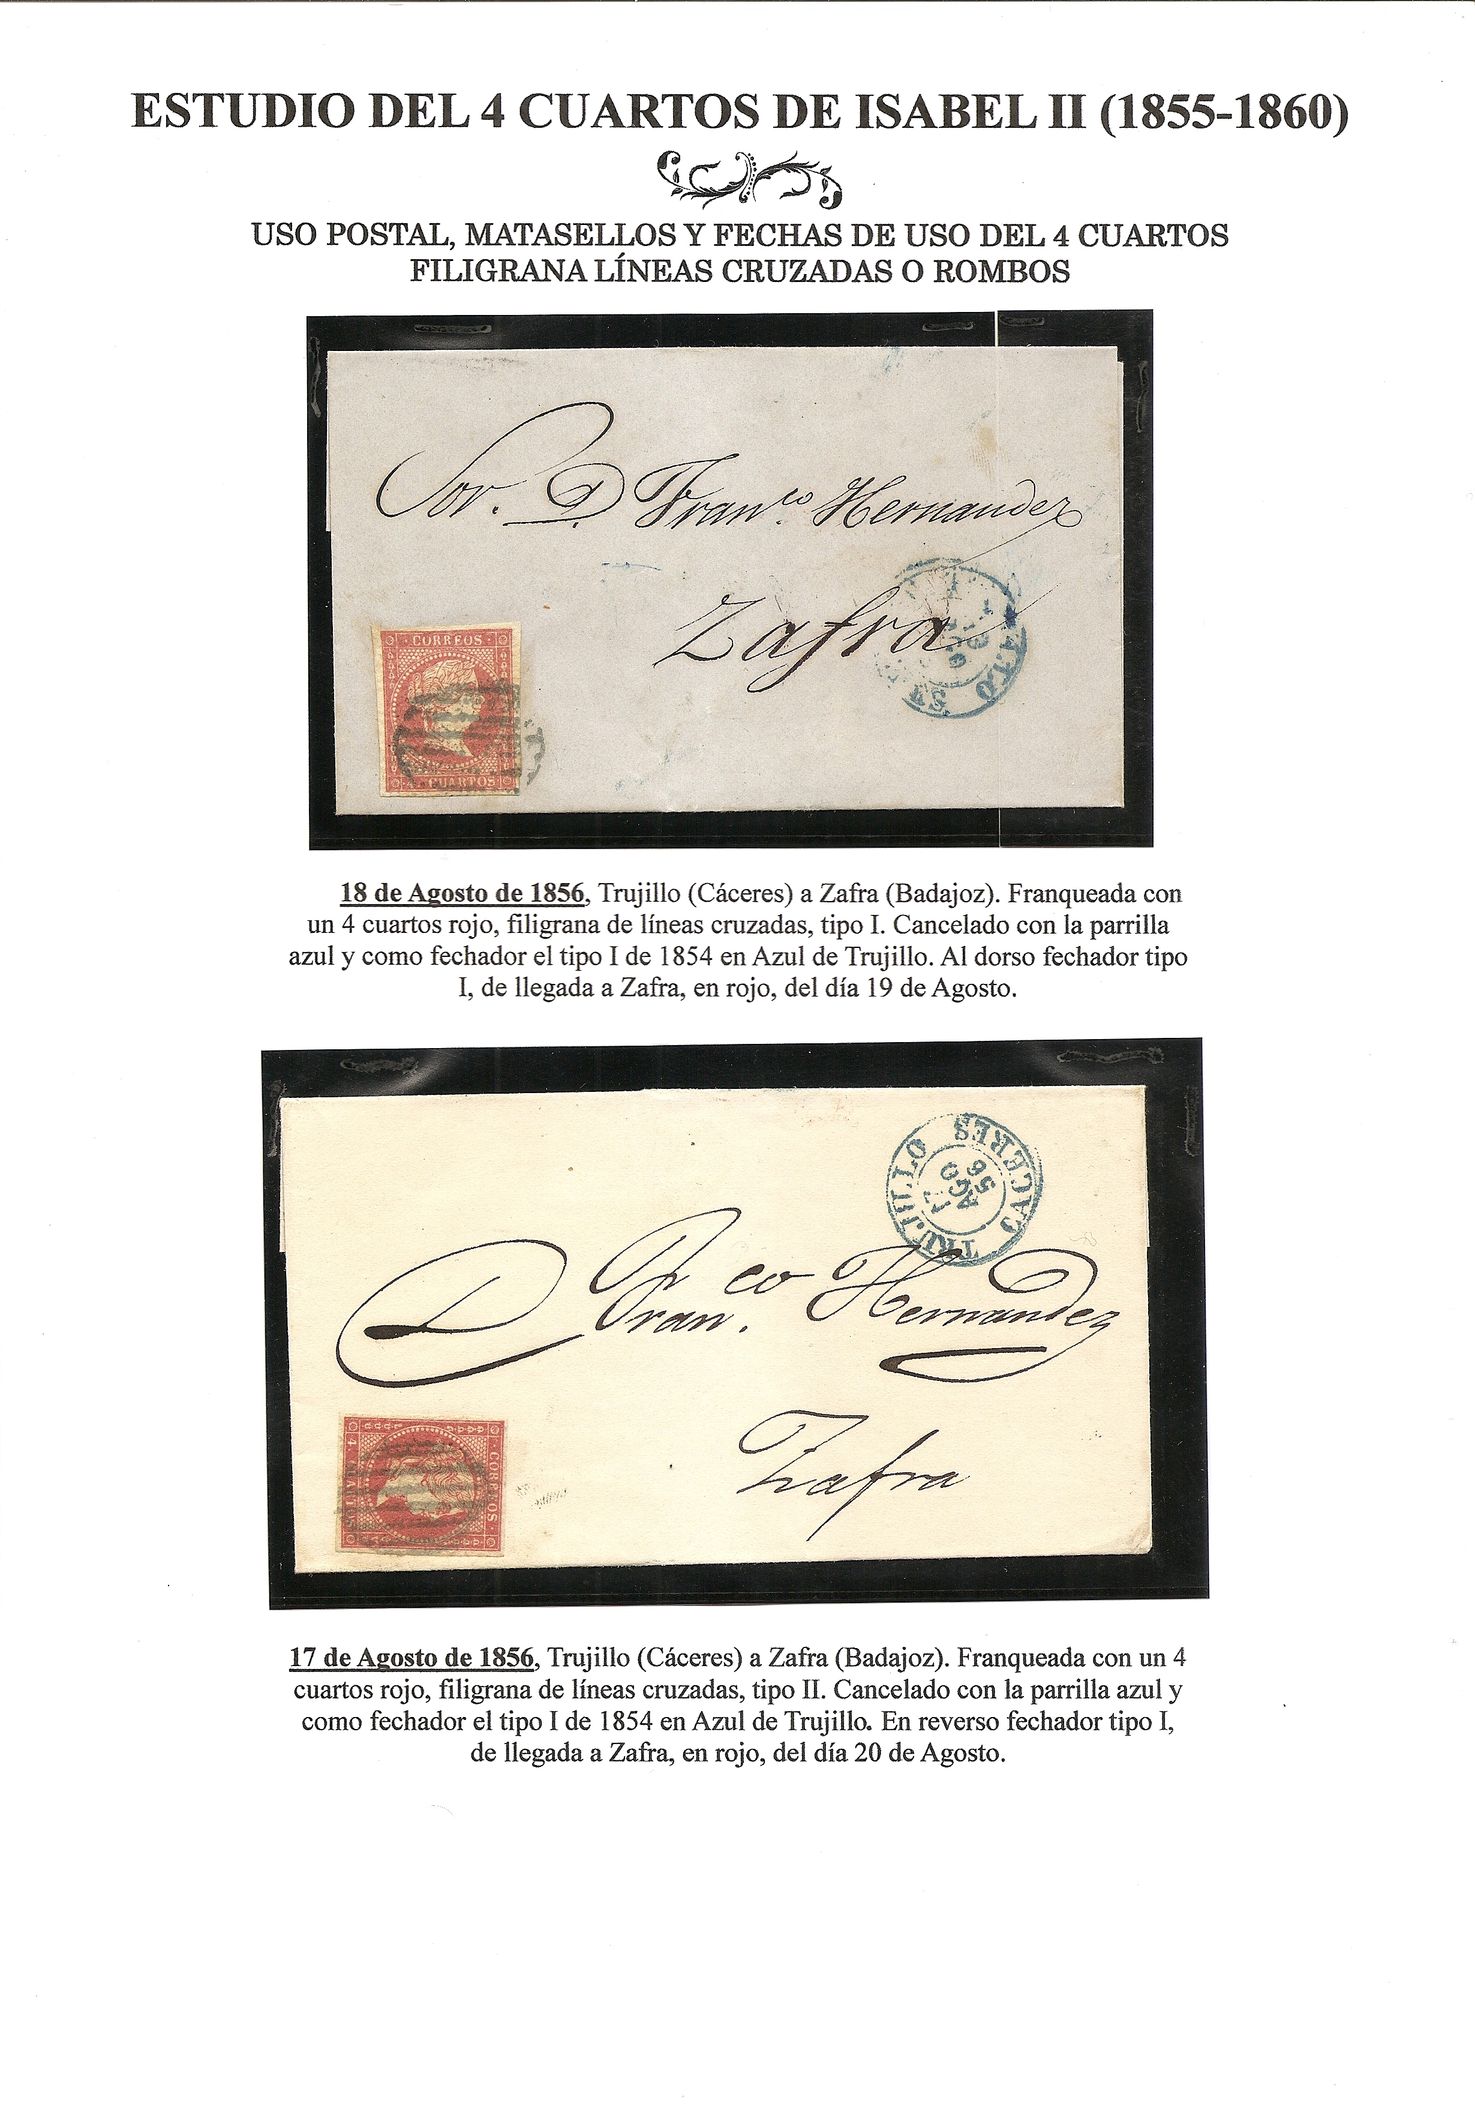 ESTUDIO DEL 4 CUARTOS DE ISABEL II (1855-1860)
USO POSTAL, MATASELLOS Y FECHAS DE USO DEL 4 CUARTOS
FILIGRANA LÍNEAS CRUZADAS O ROMBOS
Sor. D. Franco. Hernandez
Zafra
CORREOS
4 CUARTOS
18 de Agosto de 1856, Trujillo (Cáceres) a Zafra (Badajoz). Franqueada con
un 4 cuartos rojo, filigrana de líneas cruzadas, tipo I. Cancelado con la parrilla
azul y como fechador el tipo I de 1854 en Azul de Trujillo. Al dorso fechador tipo
I, de llegada a Zafra, en rojo, del día 19 de Agosto.
TRUJILLO CACERES
17
AGO
56
D Franco. Hernandez
Zafra
CORREOS
17 de Agosto de 1856, Trujillo (Cáceres) a Zafra (Badajoz). Franqueada con un 4
cuartos rojo, filigrana de líneas cruzadas, tipo II. Cancelado con la parrilla azul y
como fechador el tipo I de 1854 en Azul de Trujillo. En reverso fechador tipo I,
de llegada a Zafra, en rojo, del día 20 de Agosto.